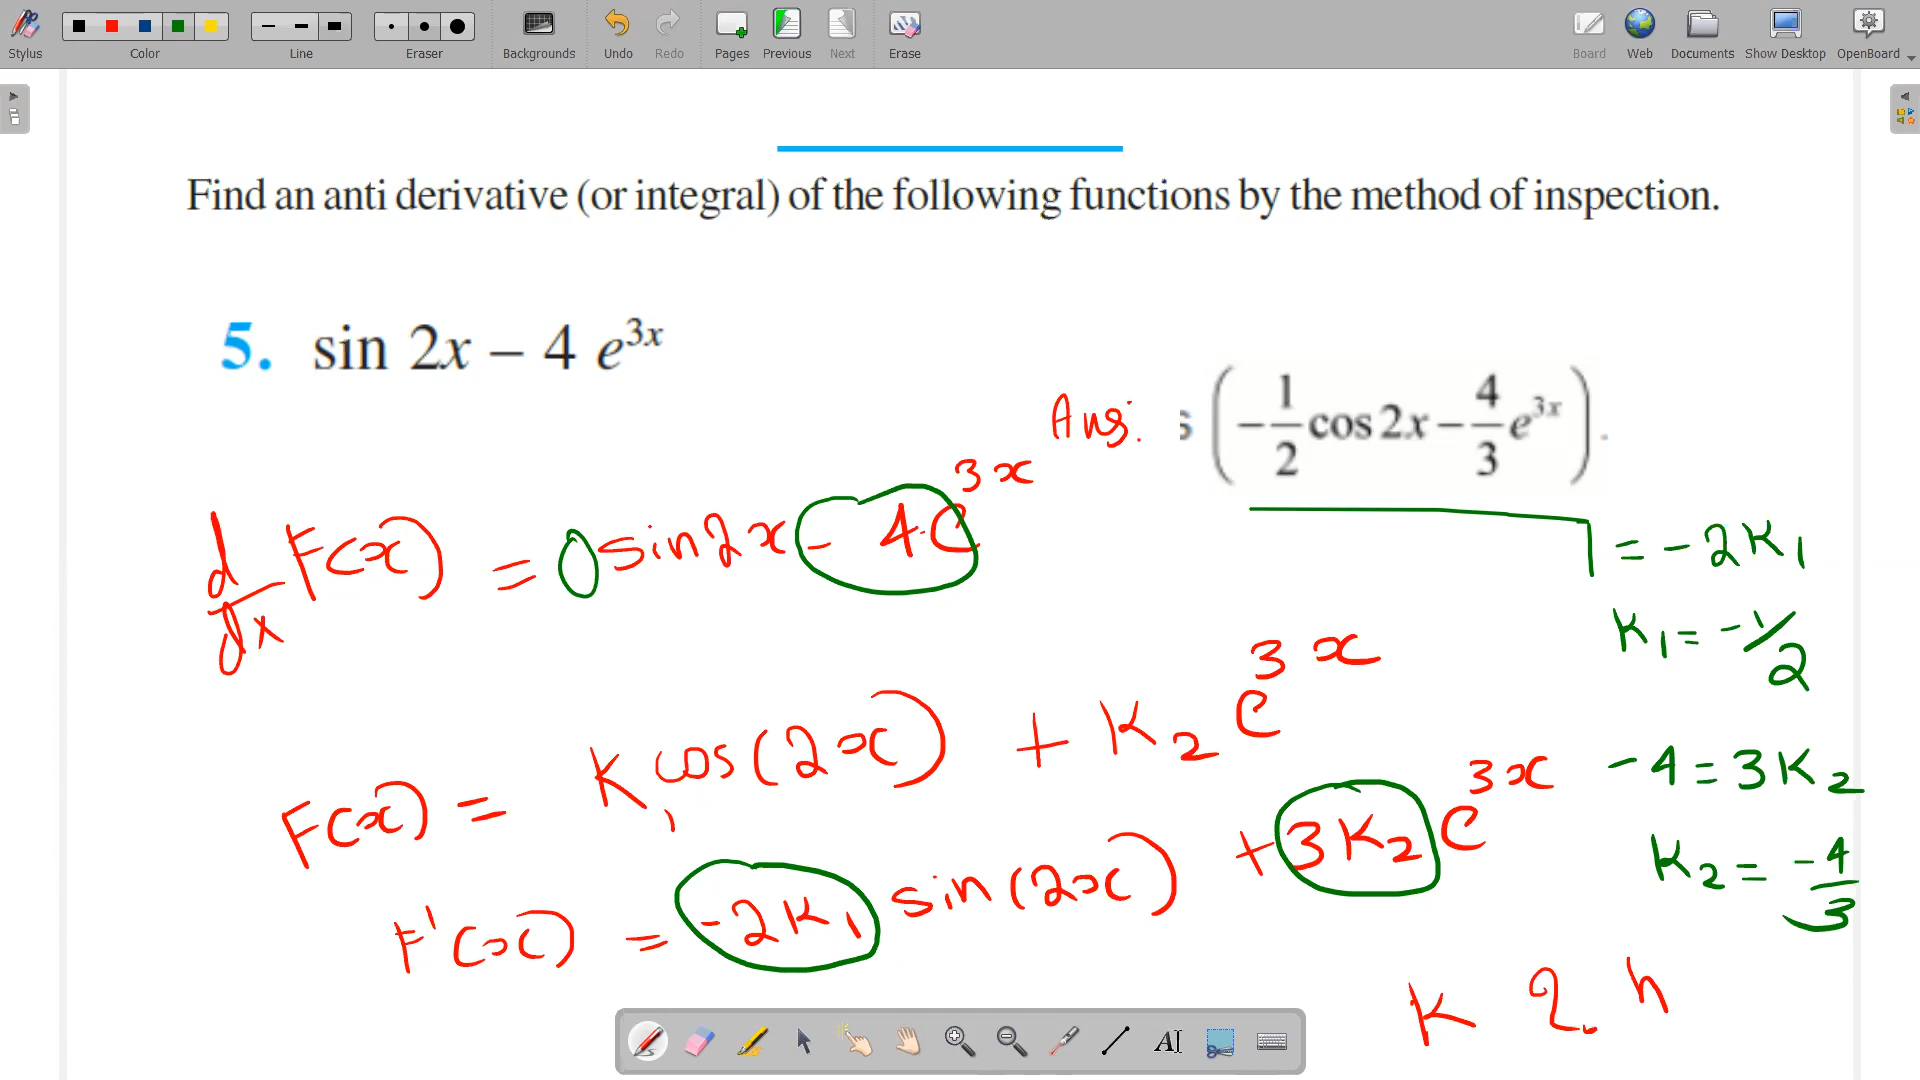 Stylus Color Line Eraser Backgrounds Undo Redo Pages Previous Next Erase Board Web Documents Show Desktop OpenBoard
Find an anti derivative (or integral) of the following functions by the method of inspection.
5. sin 2x – 4 e^{3x}
Ans: s (-1/2 cos 2x - 4/3 e^{3x}).
d/dx F(x) = sin 2x - 4·e^{3x}
1 = -2K₁
K₁ = -1/2
F(x) = K₁ cos(2x) + K₂ e^{3x}
-4 = 3K₂
F'(x) = -2K₁ sin(2x) + 3K₂ e^{3x}
K₂ = -4/3
K 2. h